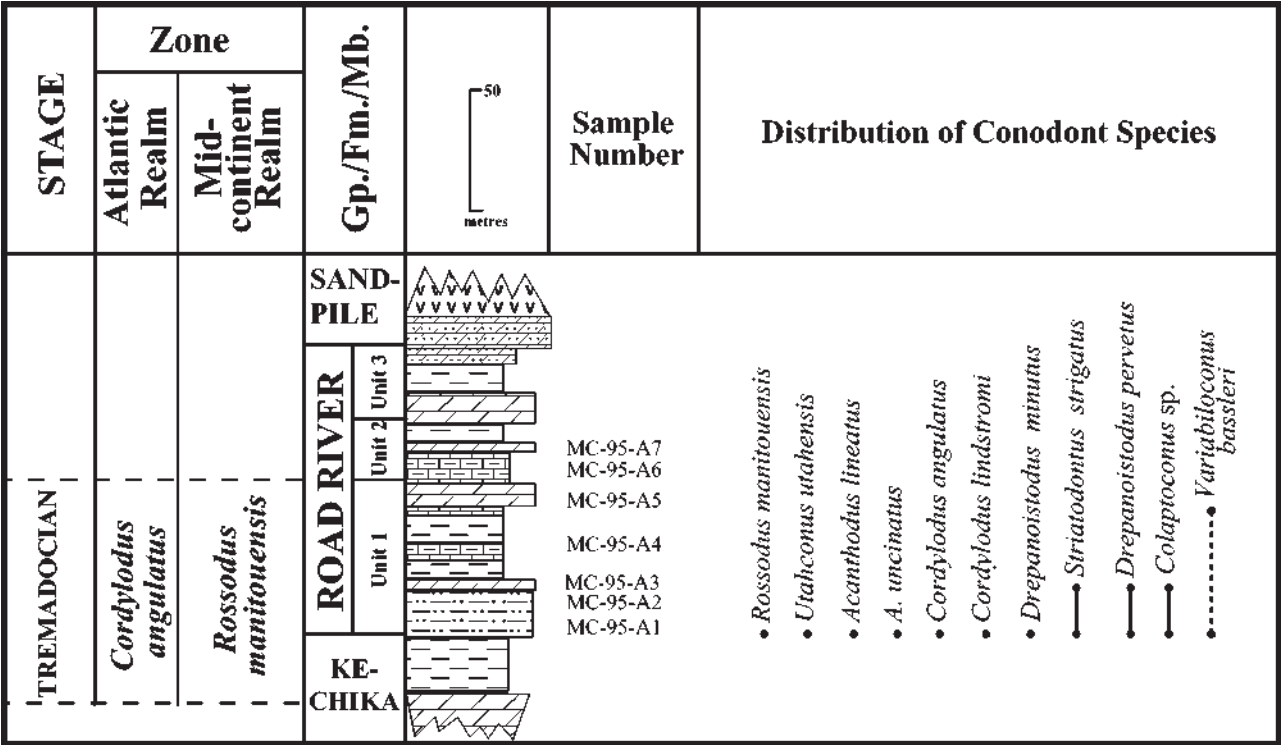 STAGE
Zone
Atlantic
Realm
Mid-
continent
Realm
Gp./Fm./Mb.
50
metres
Sample
Number
Distribution of Conodont Species
TREMADOCIAN
Cordylodus
angulatus
Rossodus
manitouensis
SAND-
PILE
ROAD RIVER
Unit 3
Unit 2
Unit 1
KE-
CHIKA
MC-95-A7
MC-95-A6
MC-95-A5
MC-95-A4
MC-95-A3
MC-95-A2
MC-95-A1
Rossodus manitouensis
Utahconus utahensis
Acanthodus lineatus
A. uncinatus
Cordylodus angulatus
Cordylodus lindstromi
Drepanoistodus minutus
Striatodontus strigatus
Drepanoistodus pervetus
Colaptoconus sp.
Variabiloconus
bassleri